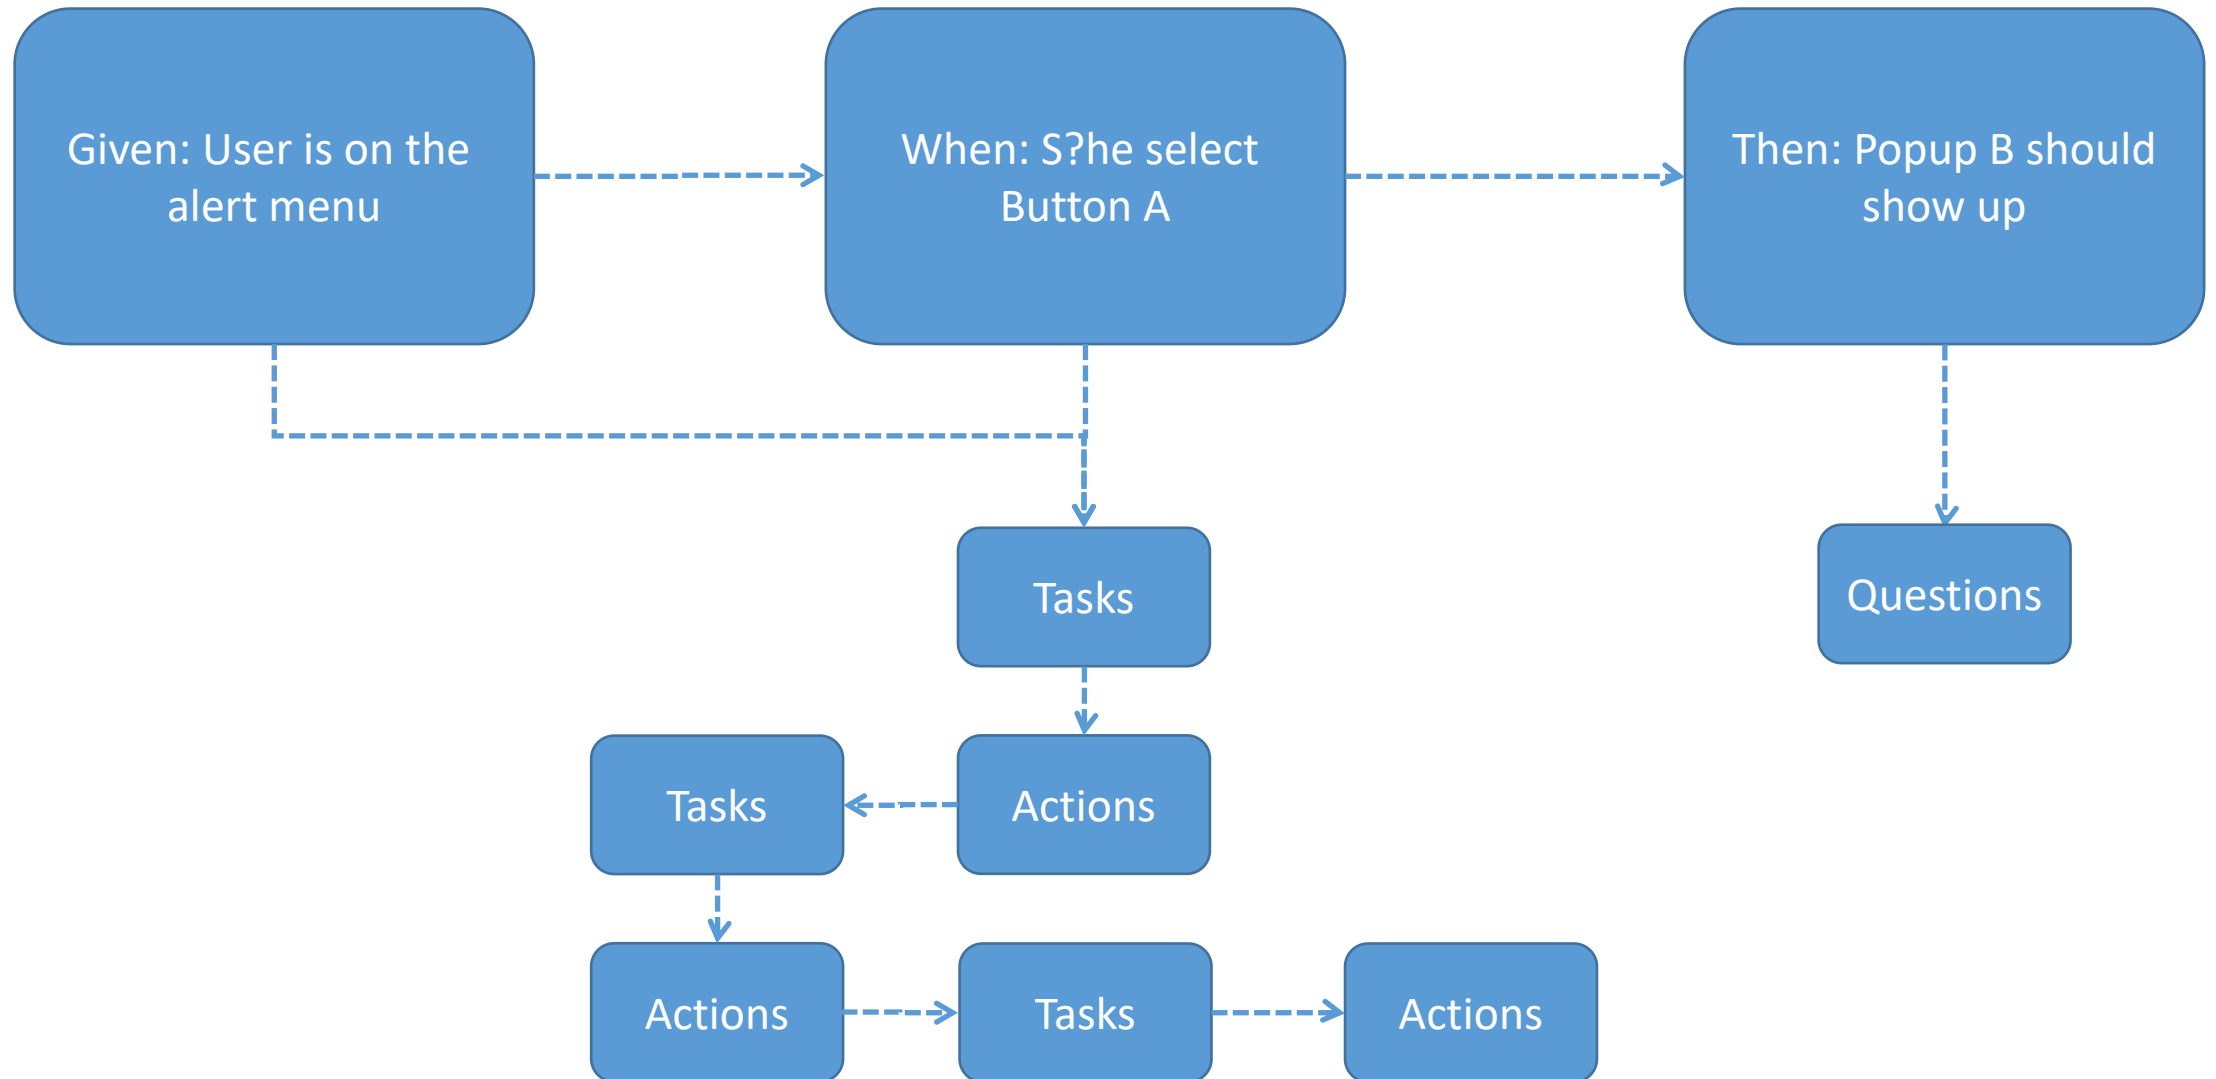 Given: User is on the
alert menu
When: S?he select
Button A
Then: Popup B should
show up
Tasks
Questions
Tasks
Actions
Actions
Tasks
Actions